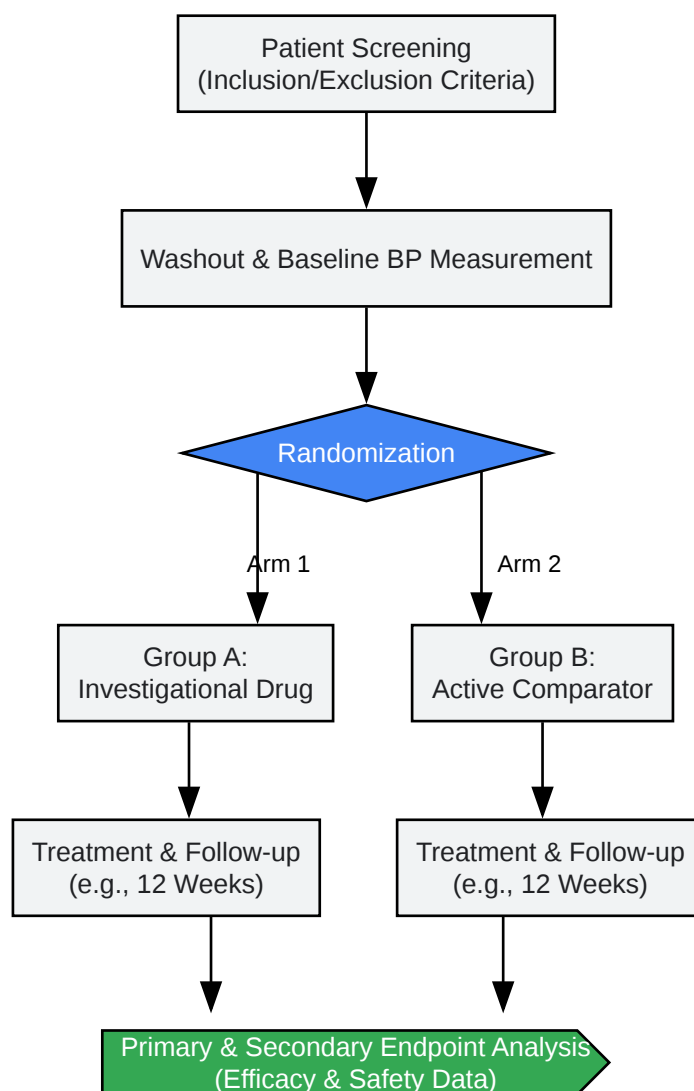 Patient Screening
(Inclusion/Exclusion Criteria)
Washout & Baseline BP Measurement
Randomization
Arm 1
Arm 2
Group A:
Investigational Drug
Group B:
Active Comparator
Treatment & Follow-up
(e.g., 12 Weeks)
Treatment & Follow-up
(e.g., 12 Weeks)
Primary & Secondary Endpoint Analysis
(Efficacy & Safety Data)